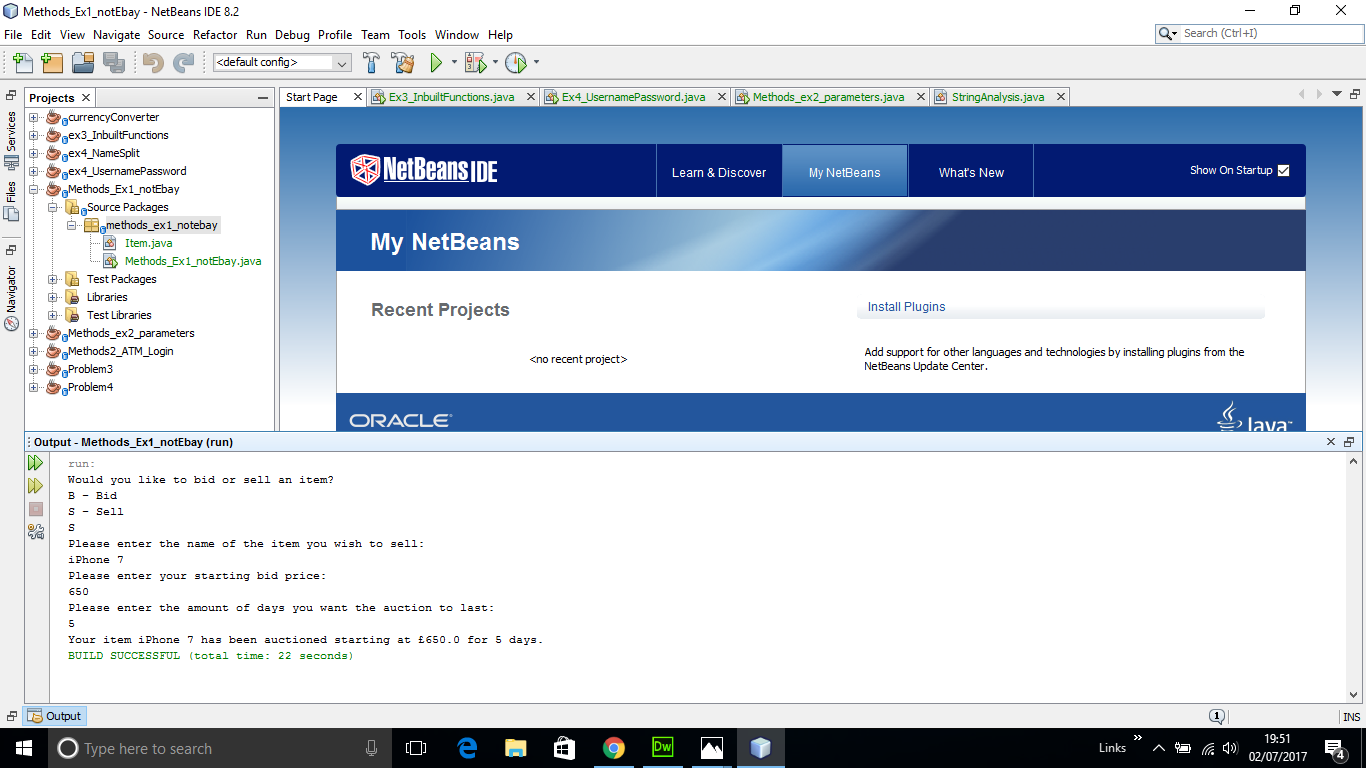 Methods_Ex1_notEbay - NetBeans IDE 8.2
File Edit View Navigate Source Refactor Run Debug Profile Team Tools Window Help
Search (Ctrl+I)
<default config>
Projects
Start Page
Ex3_InbuiltFunctions.java
Ex4_UsernamePassword.java
Methods_ex2_parameters.java
StringAnalysis.java
Services
Files
Navigator
currencyConverter
ex3_InbuiltFunctions
ex4_NameSplit
ex4_UsernamePassword
Methods_Ex1_notEbay
Source Packages
methods_ex1_notebay
Item.java
Methods_Ex1_notEbay.java
Test Packages
Libraries
Test Libraries
Methods_ex2_parameters
Methods2_ATM_Login
Problem3
Problem4
NetBeans IDE
Learn & Discover
My NetBeans
What's New
Show On Startup
My NetBeans
Recent Projects
<no recent project>
Install Plugins
Add support for other languages and technologies by installing plugins from the
NetBeans Update Center.
ORACLE
Java
Output - Methods_Ex1_notEbay (run)
run:
Would you like to bid or sell an item?
B - Bid
S - Sell
S
Please enter the name of the item you wish to sell:
iPhone 7
Please enter your starting bid price:
650
Please enter the amount of days you want the auction to last:
5
Your item iPhone 7 has been auctioned starting at £650.0 for 5 days.
BUILD SUCCESSFUL (total time: 22 seconds)
Output
1
INS
Type here to search
Dw
Links
19:51
02/07/2017
4